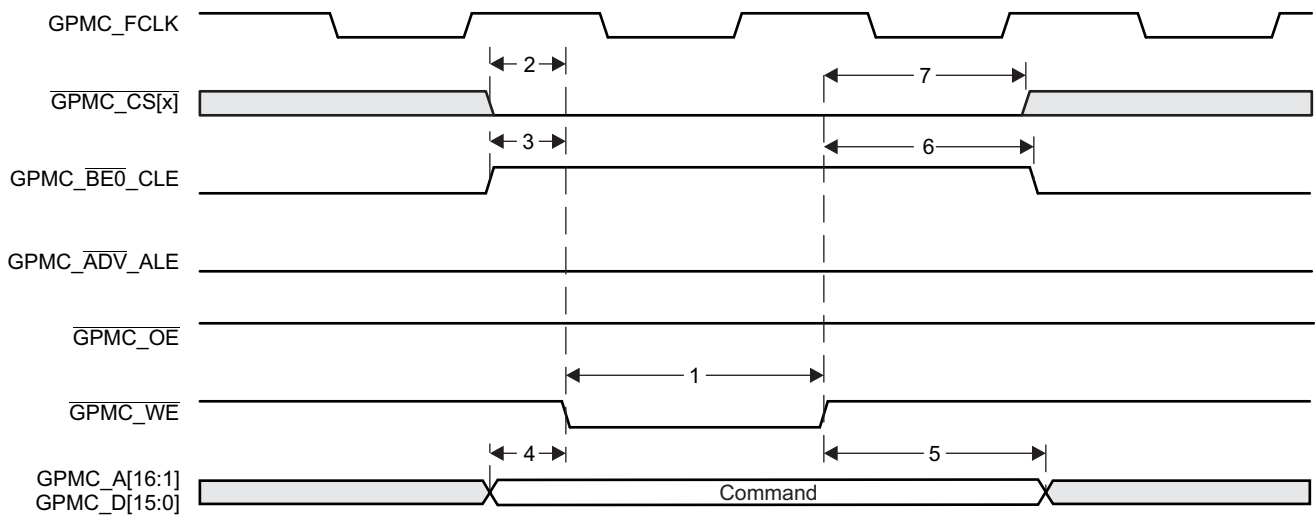 GPMC_FCLK
2
7
GPMC_CS[x]
3
6
GPMC_BE0_CLE
GPMC_ADV_ALE
GPMC_OE
1
GPMC_WE
4
5
GPMC_A[16:1]
GPMC_D[15:0]
Command